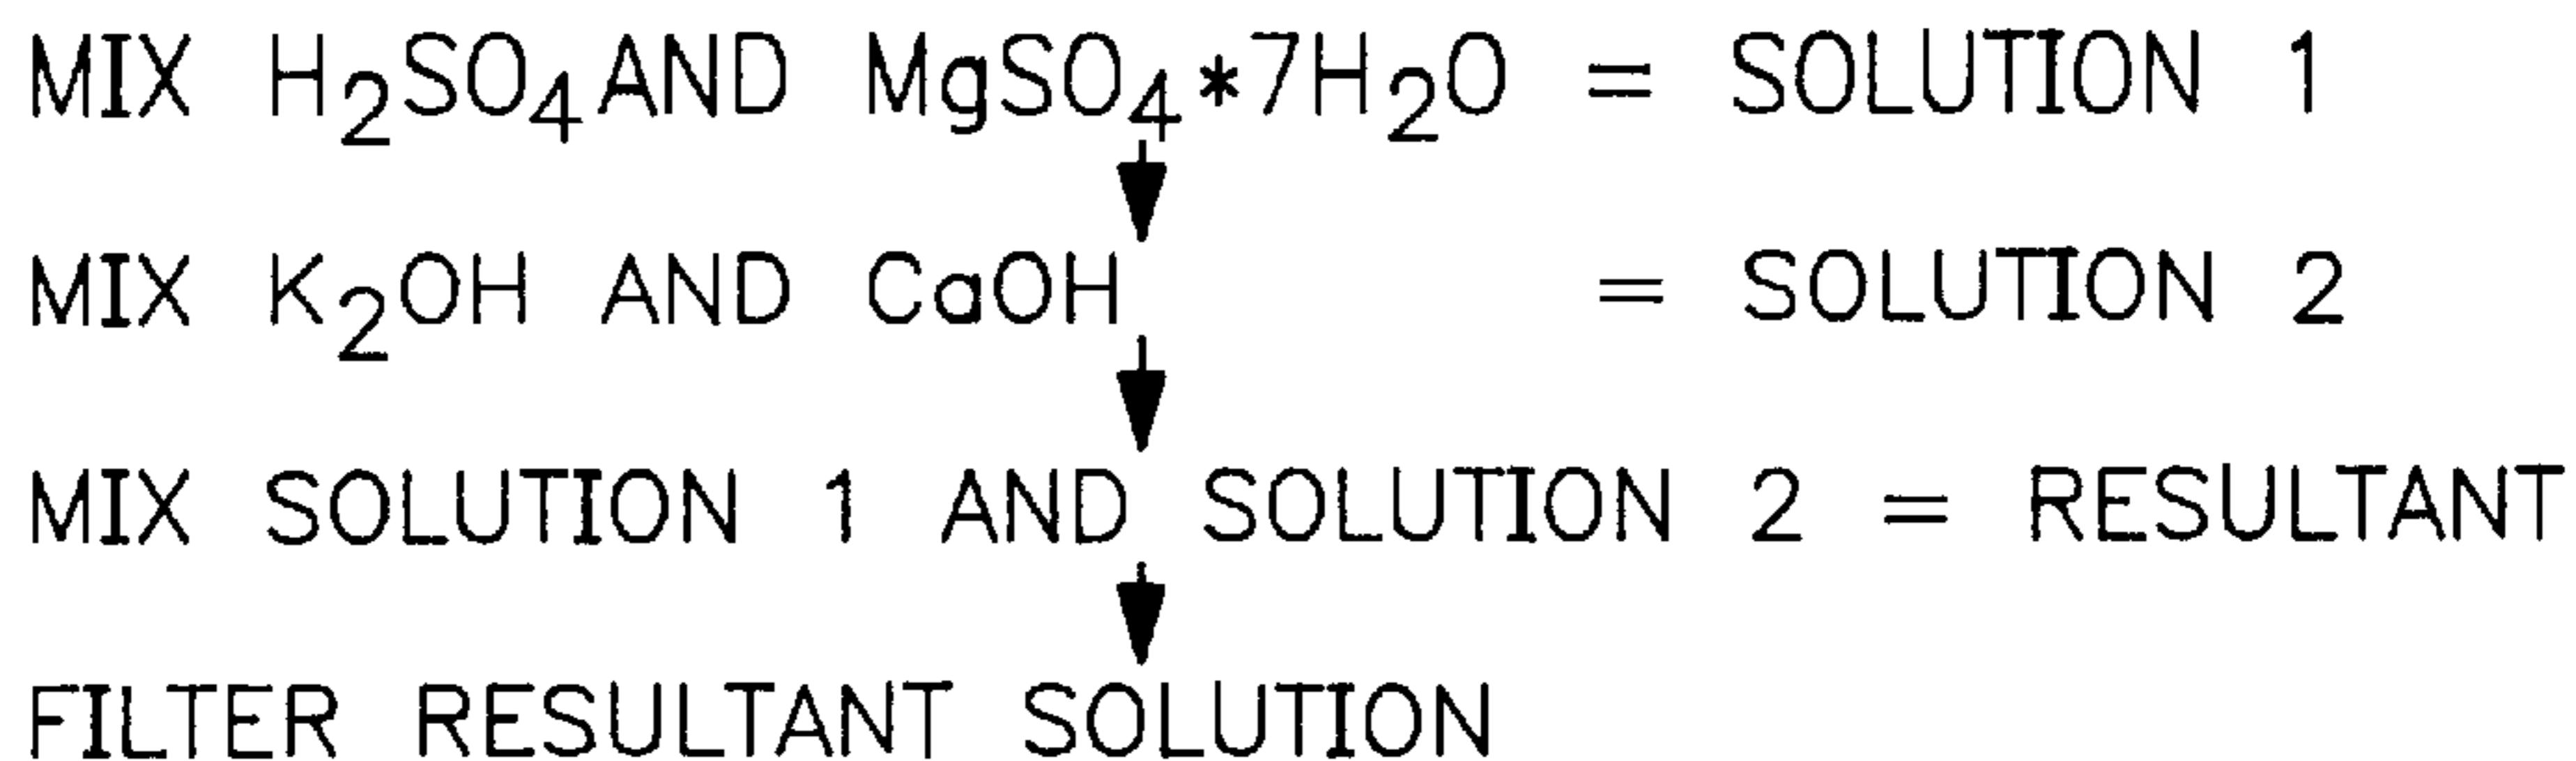 MIX H₂SO₄ AND MgSO₄*7H₂O = SOLUTION 1
MIX K₂OH AND CaOH = SOLUTION 2
MIX SOLUTION 1 AND SOLUTION 2 = RESULTANT
FILTER RESULTANT SOLUTION